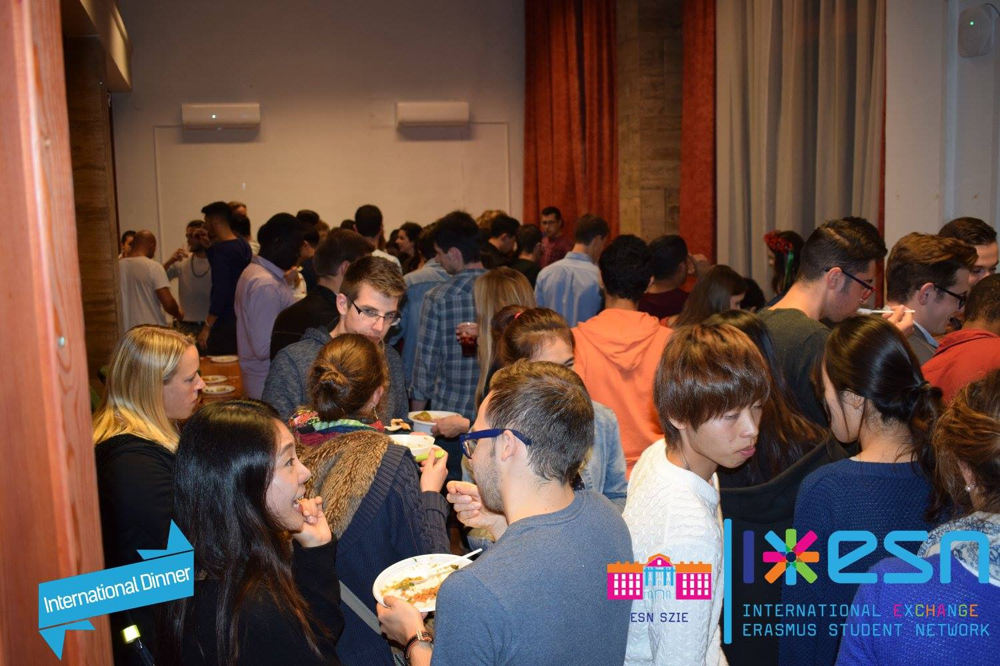 International Dinner
ESN SZIE
esn
INTERNATIONAL EXCHANGE
ERASMUS STUDENT NETWORK